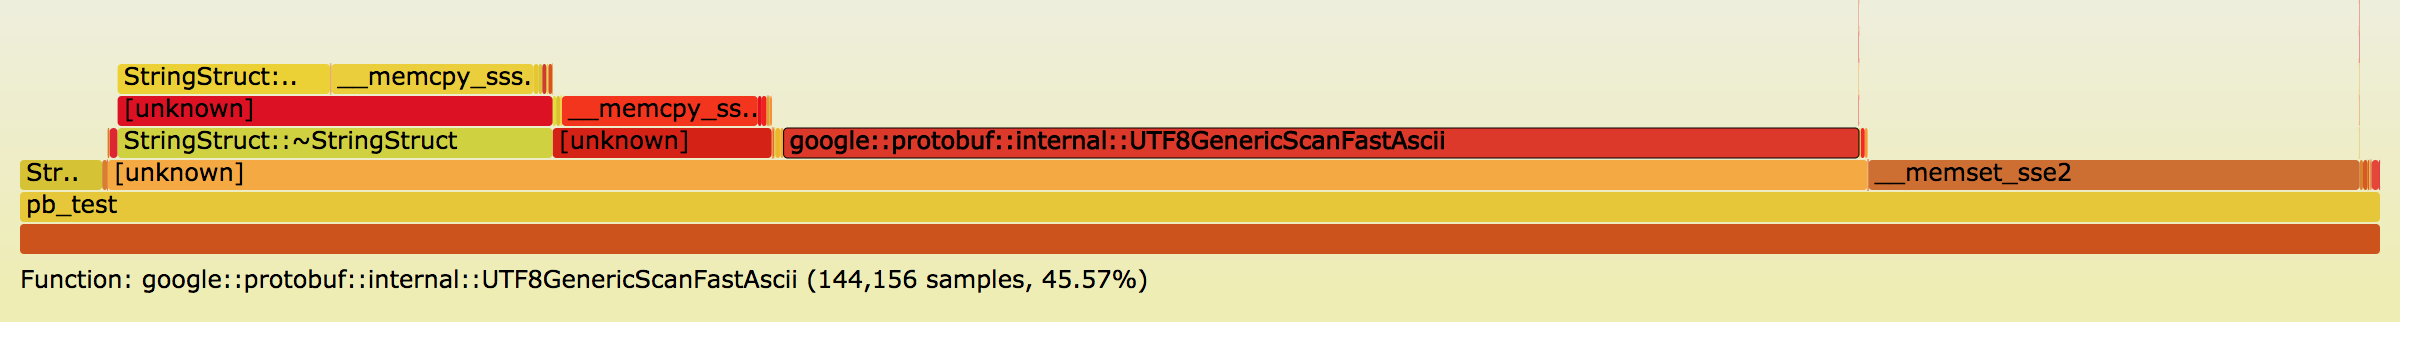 StringStruct:.. __memcpy_sss.
[unknown] __memcpy_ss..
StringStruct::~StringStruct [unknown] google::protobuf::internal::UTF8GenericScanFastAscii
Str.. [unknown] __memset_sse2
pb_test
Function: google::protobuf::internal::UTF8GenericScanFastAscii (144,156 samples, 45.57%)